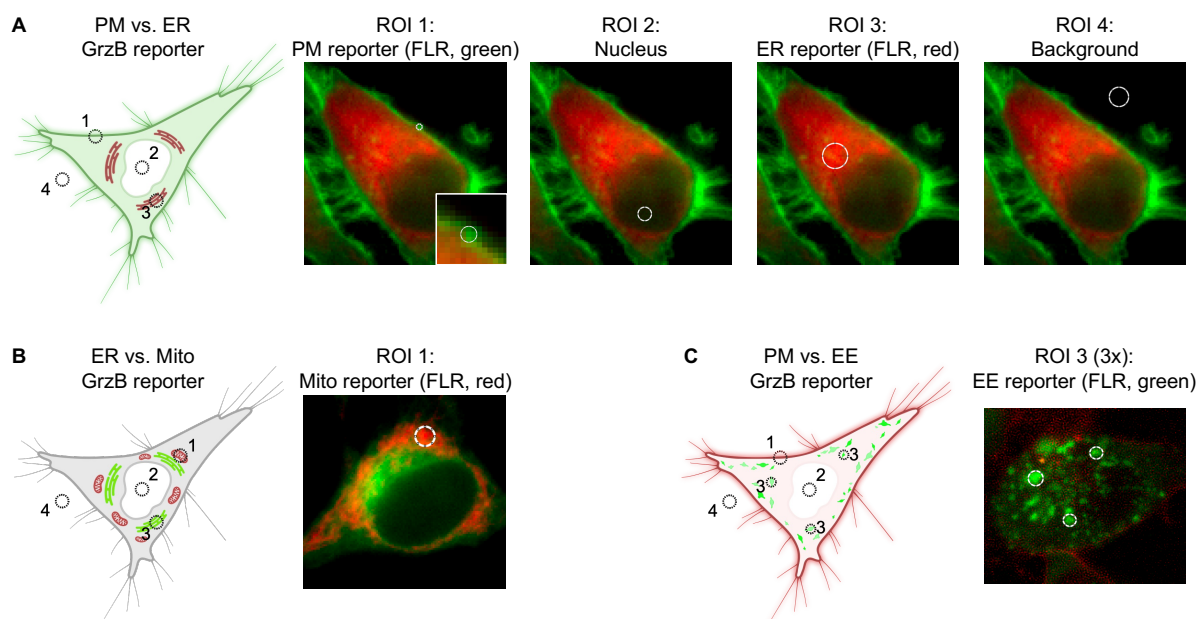 A
PM vs. ER
GrzB reporter
1
2
3
4
ROI 1:
PM reporter (FLR, green)
ROI 2:
Nucleus
ROI 3:
ER reporter (FLR, red)
ROI 4:
Background
B
ER vs. Mito
GrzB reporter
1
2
3
4
ROI 1:
Mito reporter (FLR, red)
C
PM vs. EE
GrzB reporter
1
3
2
3
4
3
ROI 3 (3x):
EE reporter (FLR, green)